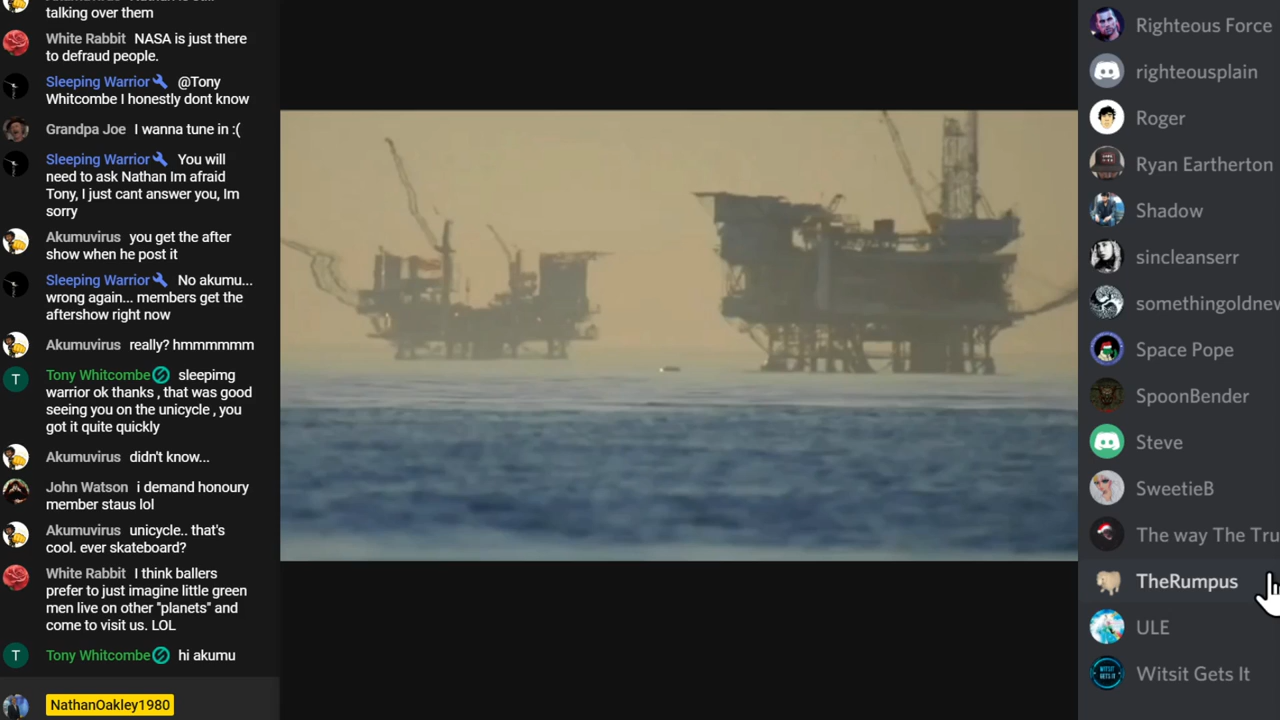 talking over them
White Rabbit NASA is just there
to defraud people.
Sleeping Warrior @Tony
Whitcombe I honestly dont know
Grandpa Joe I wanna tune in :(
Sleeping Warrior You will
need to ask Nathan Im afraid
Tony, I just cant answer you, Im
sorry
Akumuvirus you get the after
show when he post it
Sleeping Warrior No akumu...
wrong again... members get the
aftershow right now
Akumuvirus really? hmmmmmm
T
Tony Whitcombe sleepimg
warrior ok thanks , that was good
seeing you on the unicycle , you
got it quite quickly
Akumuvirus didn't know...
John Watson i demand honoury
member staus lol
Akumuvirus unicycle.. that's
cool. ever skateboard?
White Rabbit I think ballers
prefer to just imagine little green
men live on other "planets" and
come to visit us. LOL
T
Tony Whitcombe hi akumu
NathanOakley1980
Righteous Force
righteousplain
Roger
Ryan Eartherton
Shadow
sincleanserr
somethingoldnew
Space Pope
SpoonBender
Steve
SweetieB
The way The Tru
TheRumpus
ULE
Witsit Gets It
WITSIT
GETS IT